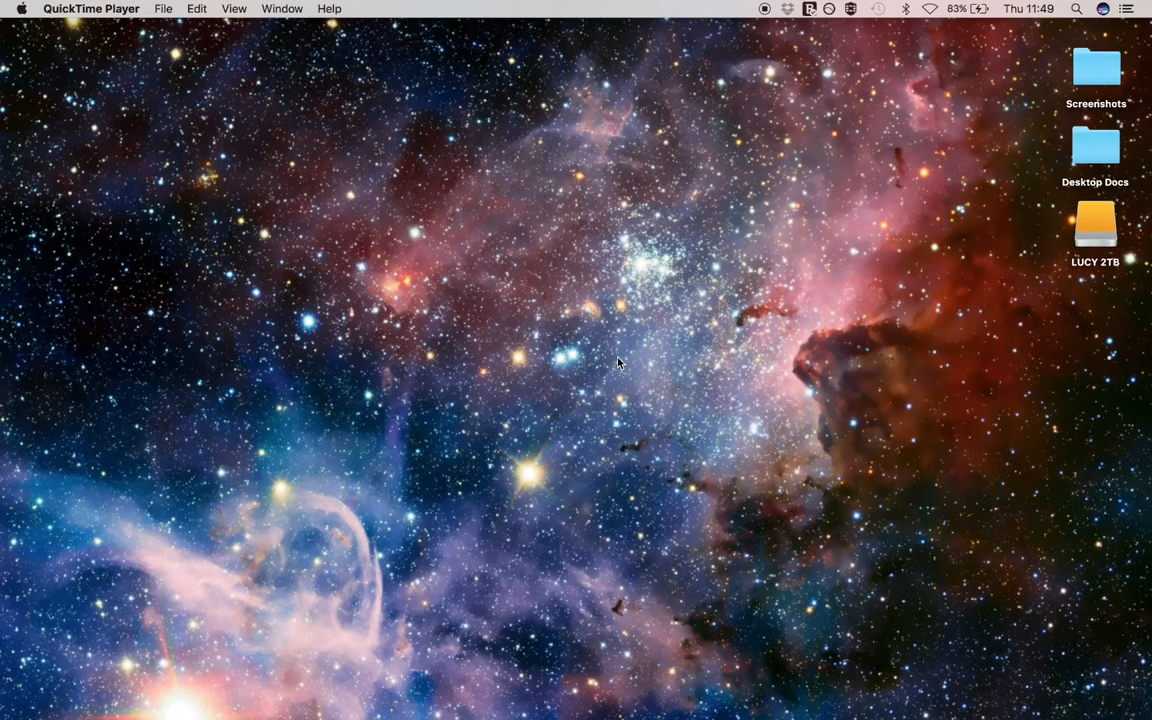 QuickTime Player File Edit View Window Help 83% Thu 11:49
Screenshots
Desktop Docs
LUCY 2TB